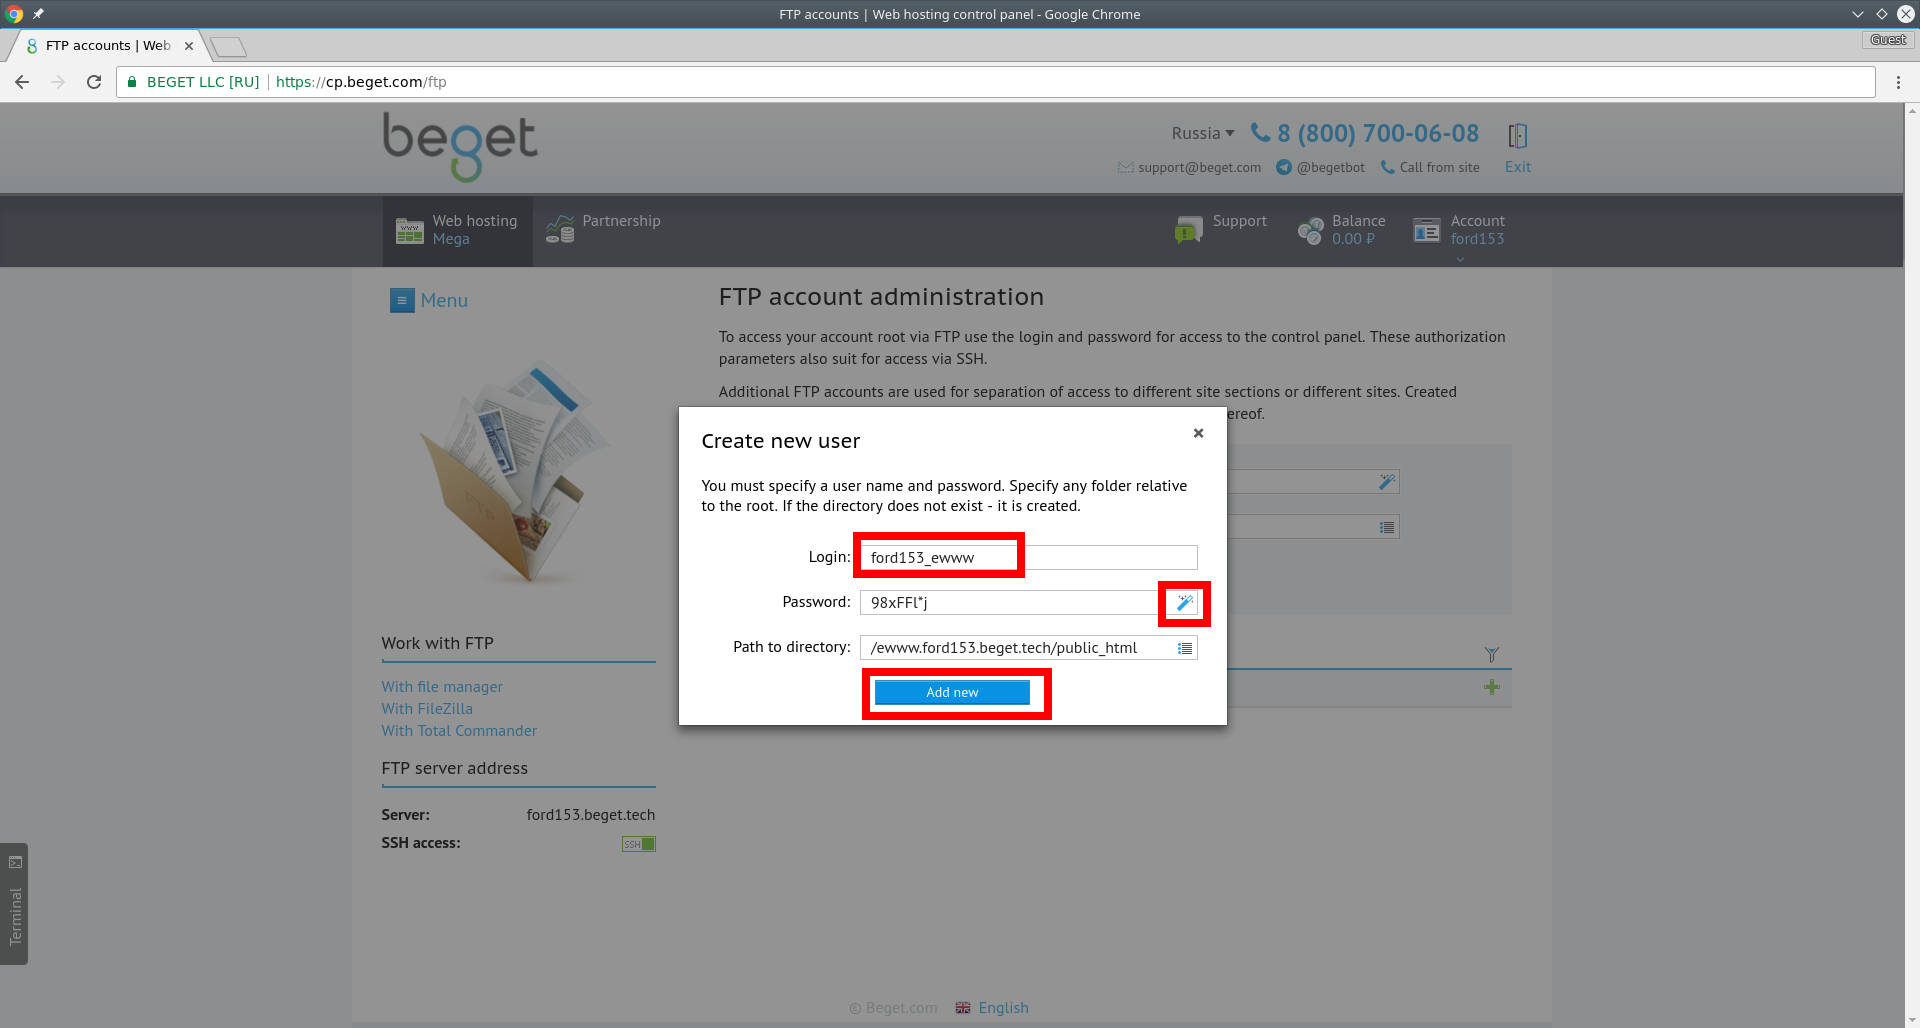 FTP accounts | Web hosting control panel - Google Chrome
FTP accounts | Web
Guest
BEGET LLC [RU] https://cp.beget.com/ftp
beget
Russia
8 (800) 700-06-08
support@beget.com
@begetbot
Call from site
Exit
Web hosting
Mega
Partnership
Support
Balance
0.00 ₽
Account
ford153
Menu
FTP account administration
To access your account root via FTP use the login and password for access to the control panel. These authorization
parameters also suit for access via SSH.
Additional FTP accounts are used for separation of access to different site sections or different sites. Created
ereof.
Create new user
You must specify a user name and password. Specify any folder relative
to the root. If the directory does not exist - it is created.
Login: ford153_ewww
Password: 98xFFl*j
Path to directory: /ewww.ford153.beget.tech/public_html
Add new
FTP
Work with FTP
With file manager
With FileZilla
With Total Commander
FTP server address
Server: ford153.beget.tech
SSH access: SSH
Terminal
© Beget.com
English